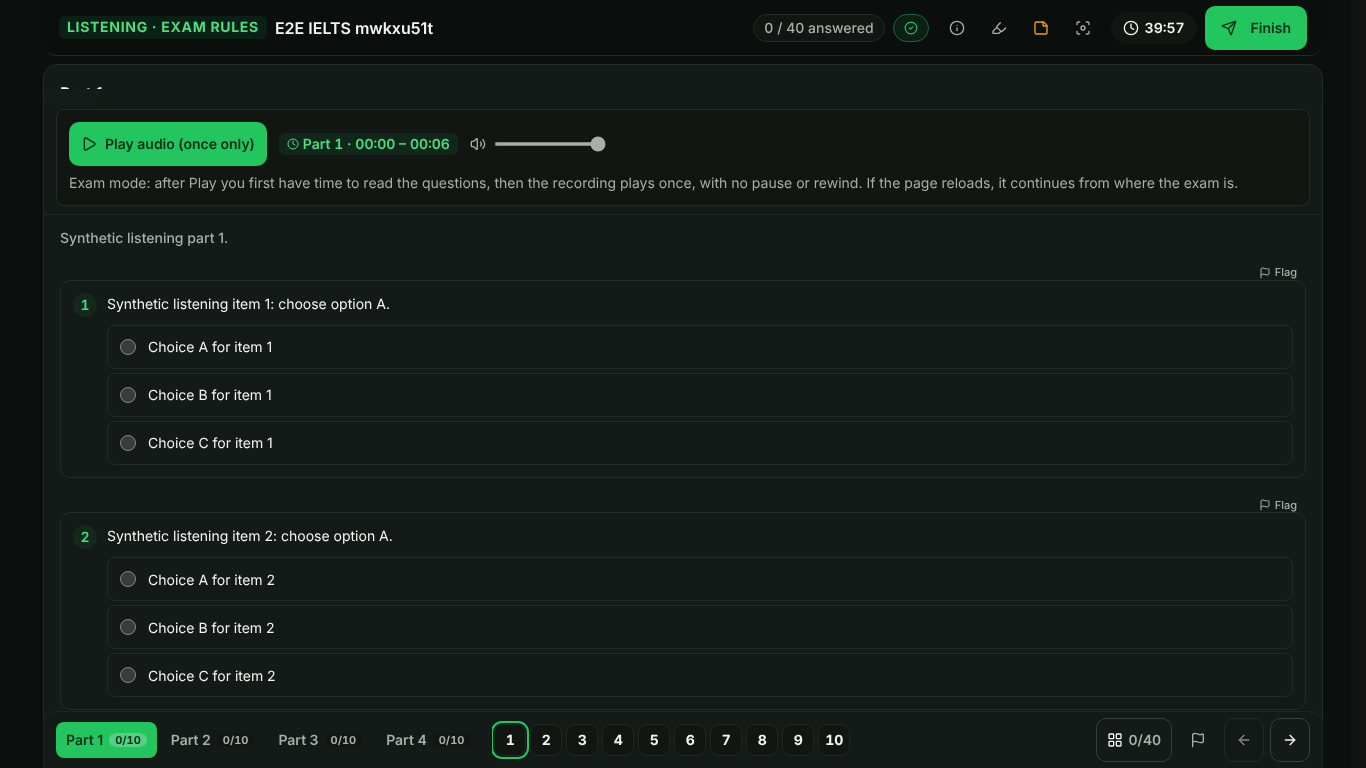 LISTENING · EXAM RULES E2E IELTS mwkxu51t 0 / 40 answered 39:57 Finish
Play audio (once only) Part 1 · 00:00 – 00:06
Exam mode: after Play you first have time to read the questions, then the recording plays once, with no pause or rewind. If the page reloads, it continues from where the exam is.
Synthetic listening part 1.
Flag
1 Synthetic listening item 1: choose option A.
Choice A for item 1
Choice B for item 1
Choice C for item 1
Flag
2 Synthetic listening item 2: choose option A.
Choice A for item 2
Choice B for item 2
Choice C for item 2
Part 1 0/10 Part 2 0/10 Part 3 0/10 Part 4 0/10 1 2 3 4 5 6 7 8 9 10 0/40